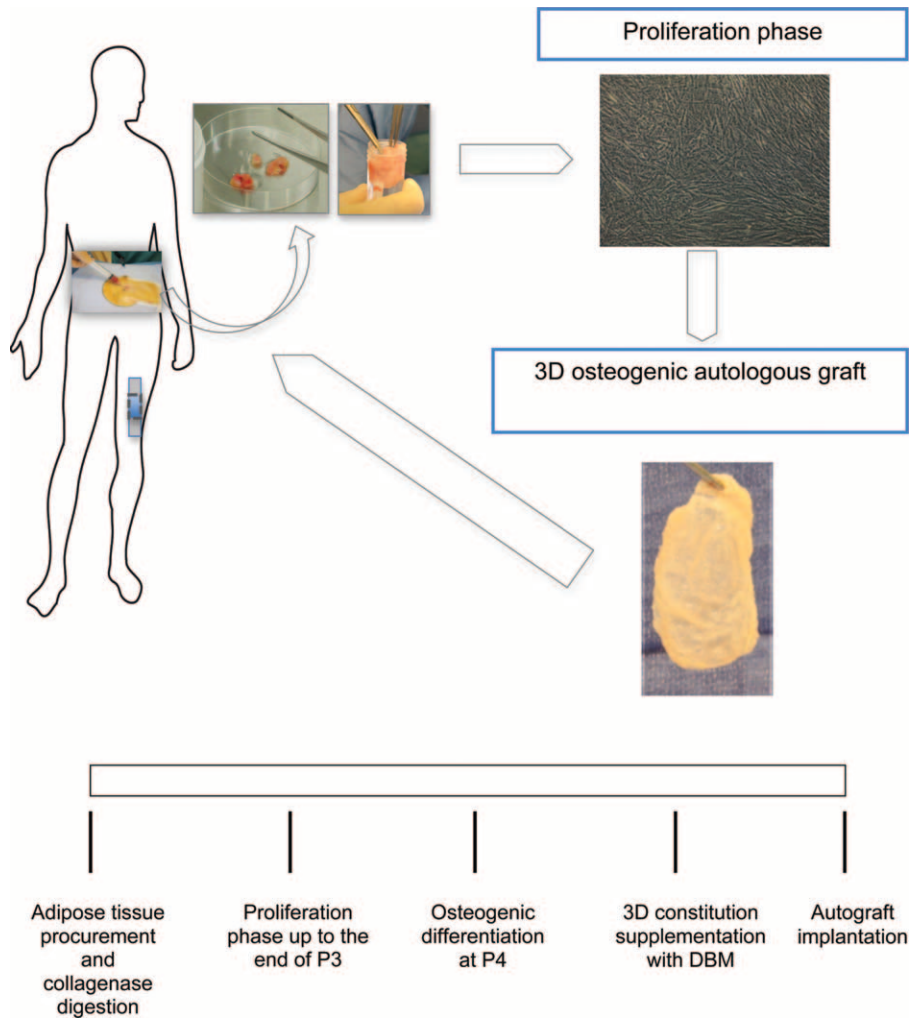 Proliferation phase
3D osteogenic autologous graft
Adipose tissue
procurement
and
collagenase
digestion
Proliferation
phase up to the
end of P3
Osteogenic
differentiation
at P4
3D constitution
supplementation
with DBM
Autograft
implantation